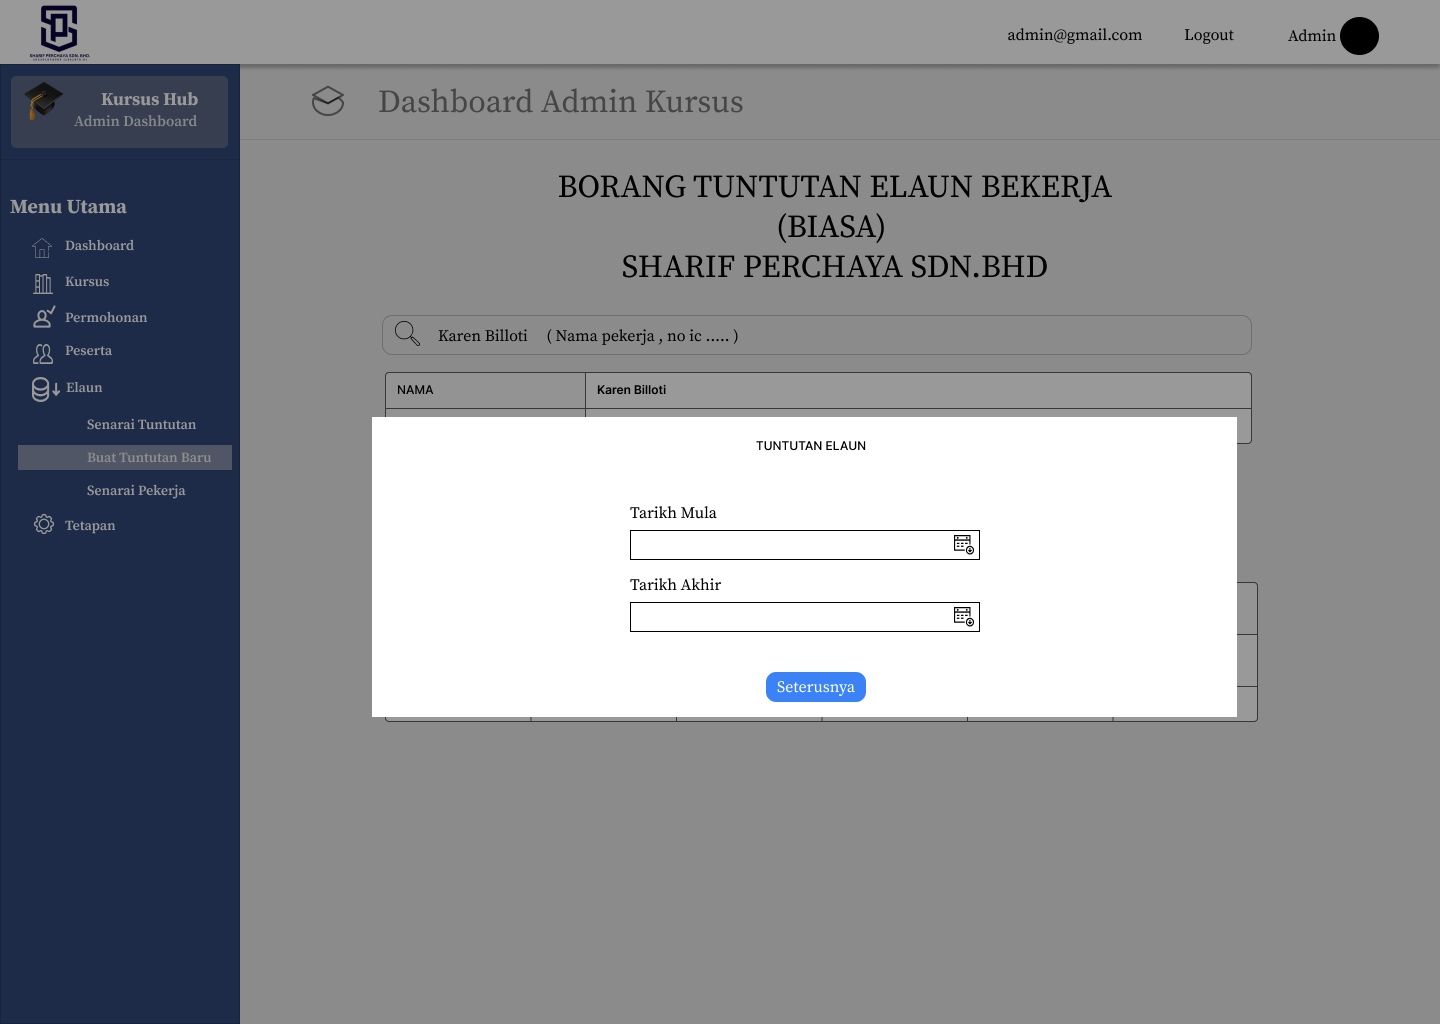 SHARIF PERCHAYA SDN. BHD.
admin@gmail.com
Logout
Admin
Kursus Hub
Admin Dashboard
Dashboard Admin Kursus
Menu Utama
Dashboard
Kursus
Permohonan
Peserta
Elaun
Senarai Tuntutan
Buat Tuntutan Baru
Senarai Pekerja
Tetapan
BORANG TUNTUTAN ELAUN BEKERJA
(BIASA)
SHARIF PERCHAYA SDN.BHD
Karen Billoti ( Nama pekerja , no ic ..... )
NAMA
Karen Billoti
TUNTUTAN ELAUN
Tarikh Mula
Tarikh Akhir
Seterusnya